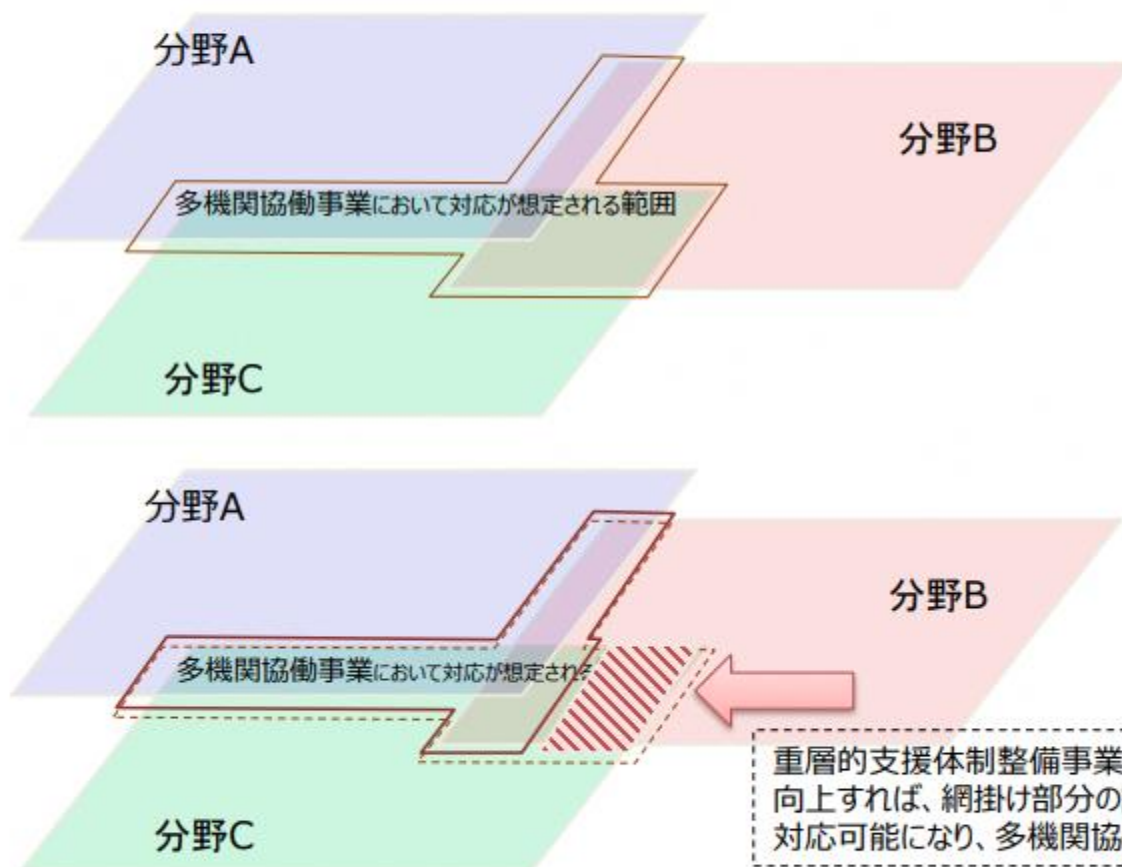 分野A
分野B
多機関協働事業において対応が想定される範囲
分野C
分野A
分野B
多機関協働事業において対応が想定され
重層的支援体制整備事業
向上すれば、網掛け部分の
対応可能になり、多機関協
分野C